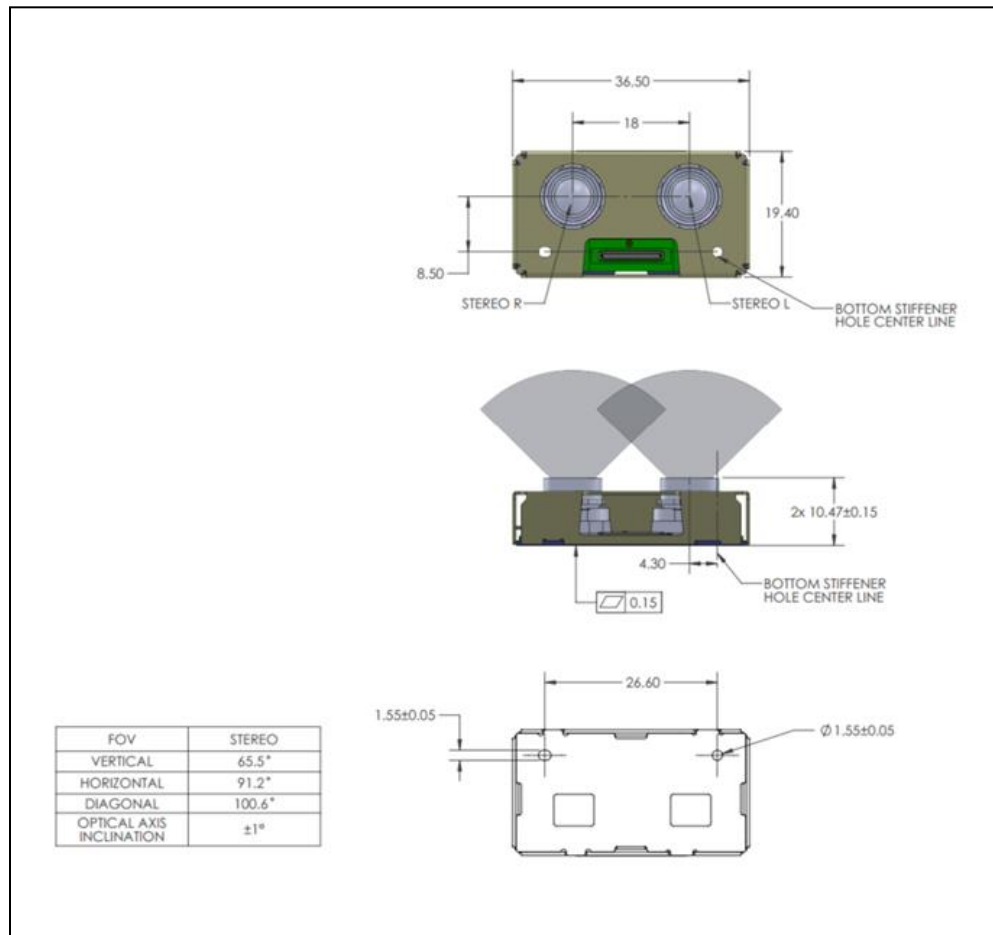 36.50
18
19.40
8.50
STEREO R
STEREO L
BOTTOM STIFFENER
HOLE CENTER LINE
2x 10.47±0.15
4.30
BOTTOM STIFFENER
HOLE CENTER LINE
0.15
26.60
1.55±0.05
Ø1.55±0.05
FOV STEREO
VERTICAL 65.5°
HORIZONTAL 91.2°
DIAGONAL 100.6°
OPTICAL AXIS
INCLINATION ±1°